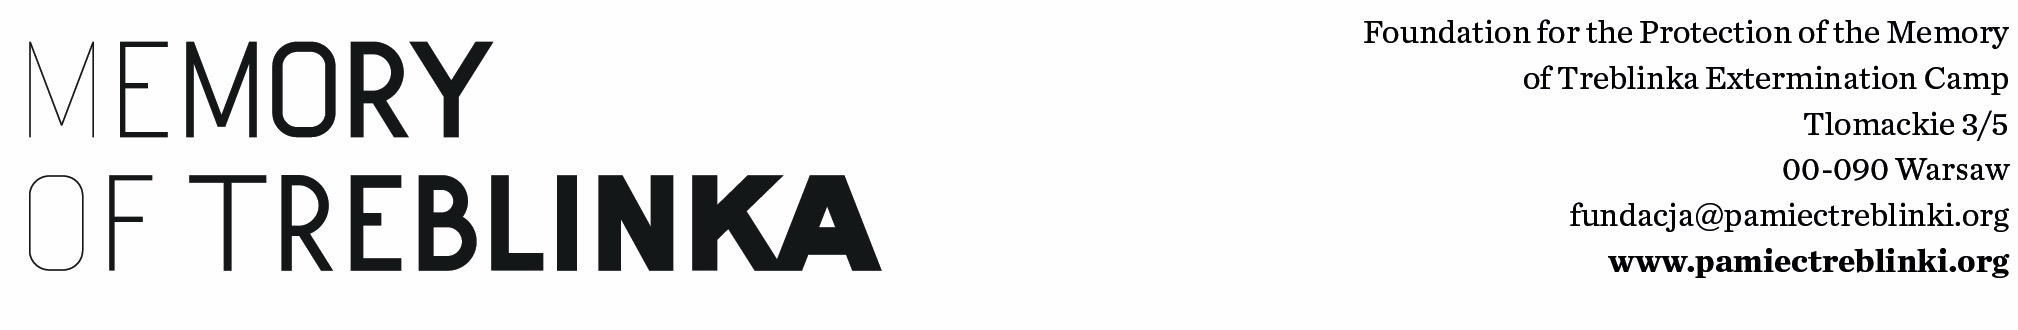 MEMORY
OF TREBLINKA
Foundation for the Protection of the Memory
of Treblinka Extermination Camp
Tlomackie 3/5
00-090 Warsaw
fundacja@pamiectreblinki.org
www.pamiectreblinki.org